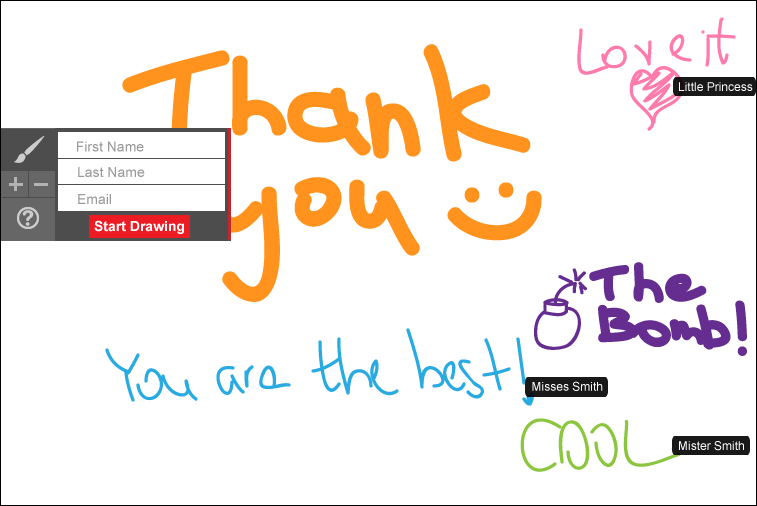 Love it
Little Princess
Thank
you
First Name
Last Name
Email
Start Drawing
The
Bomb!
You are the best!
Misses Smith
COOL
Mister Smith